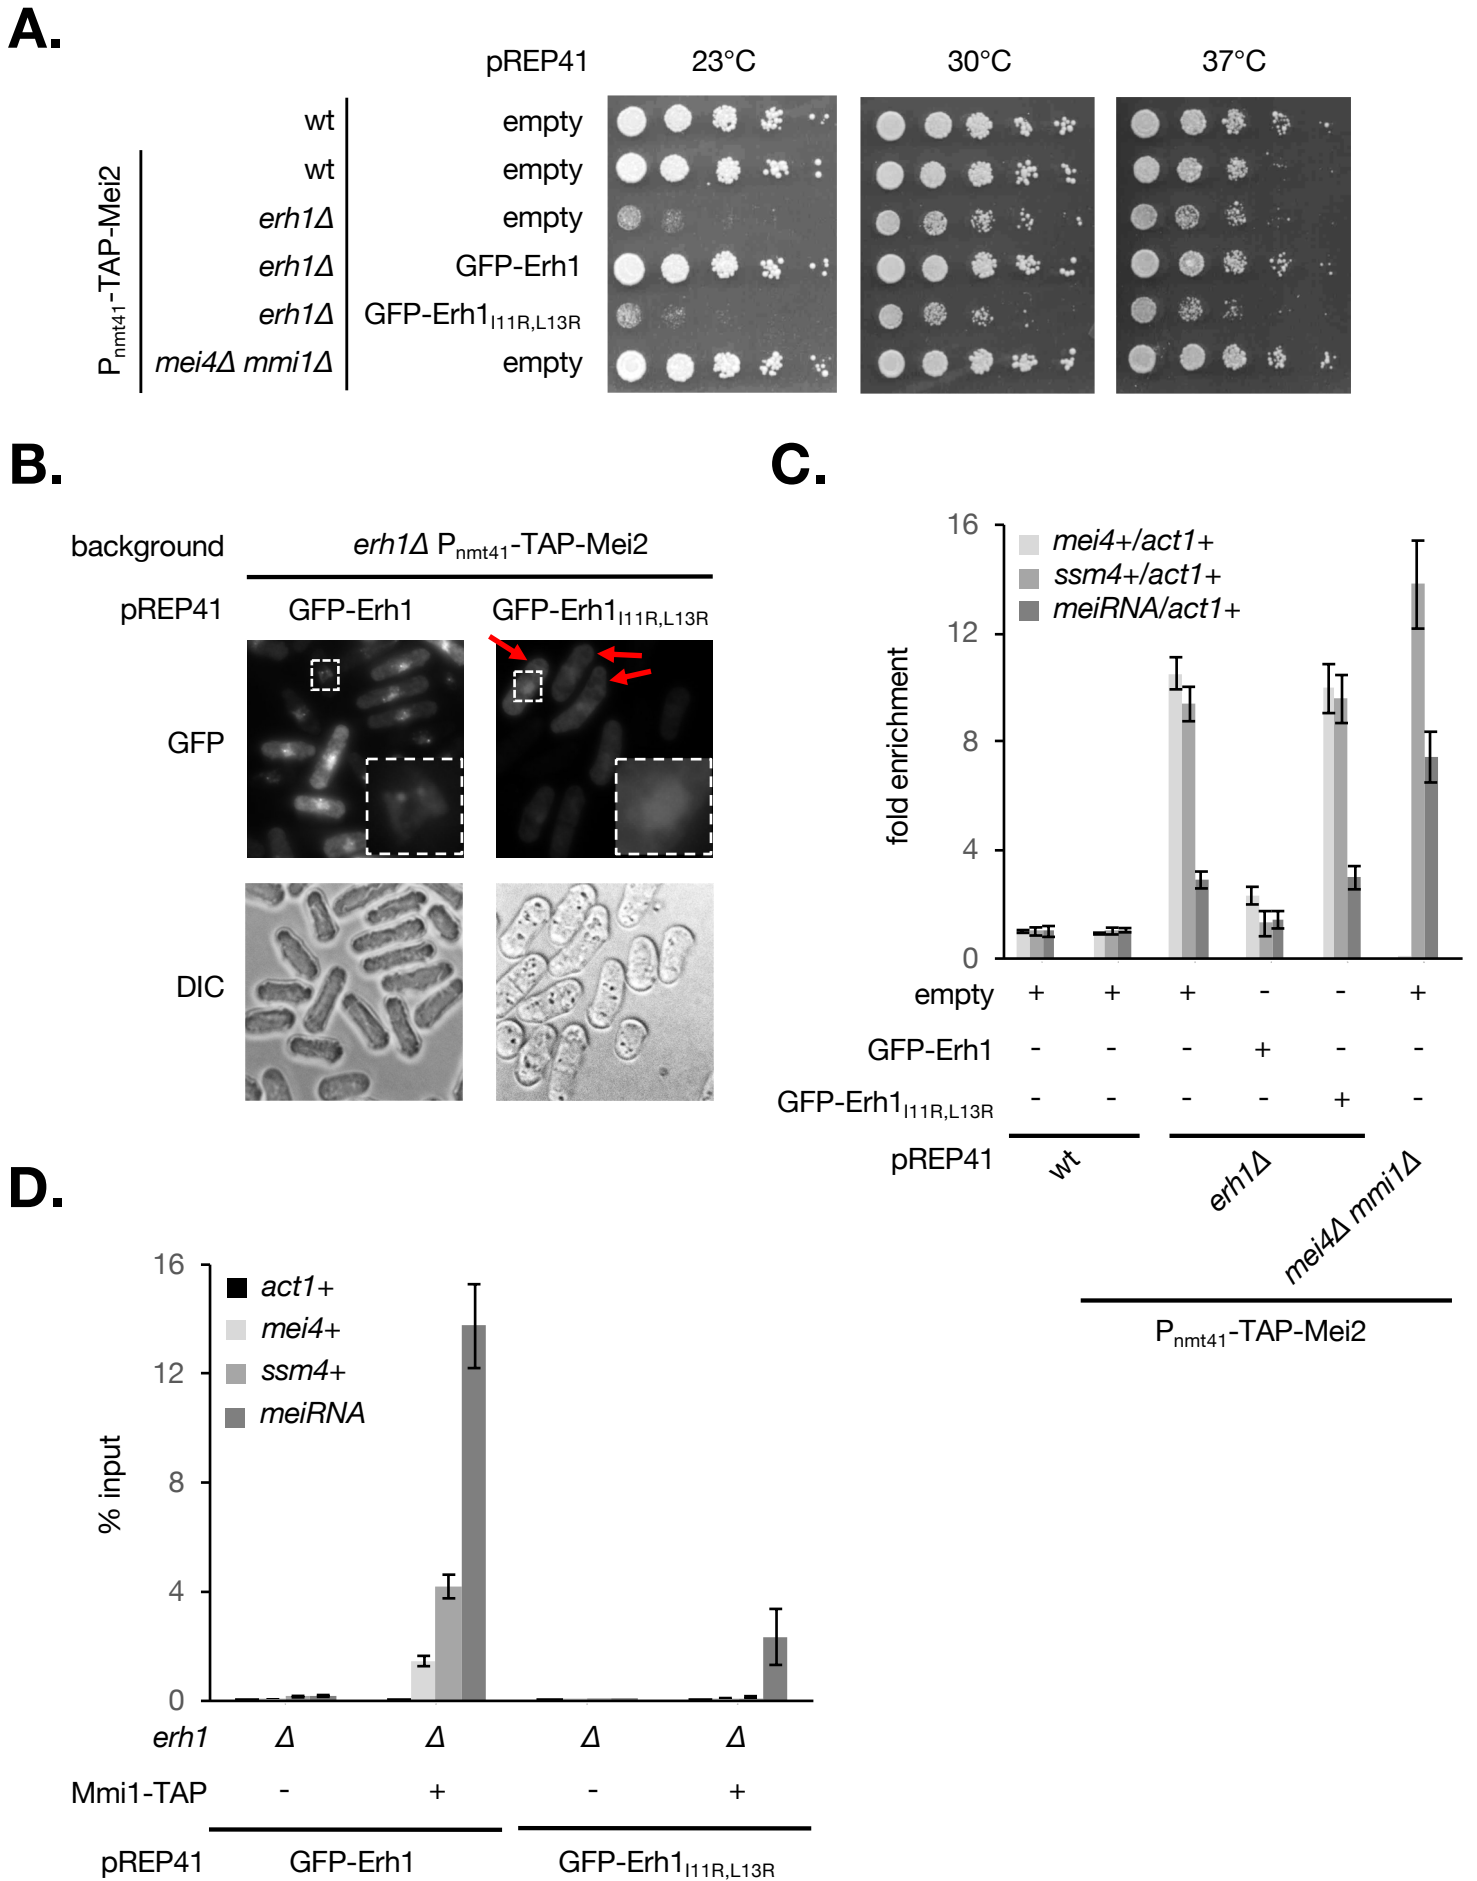 A.
pREP41 23°C 30°C 37°C
wt empty
wt empty
erh1Δ empty
erh1Δ GFP-Erh1
erh1Δ GFP-Erh1I11R,L13R
mei4Δ mmi1Δ empty
Pnmt41-TAP-Mei2
B.
background erh1Δ Pnmt41-TAP-Mei2
pREP41 GFP-Erh1 GFP-Erh1I11R,L13R
GFP
DIC
C.
16
12
8
4
0
fold enrichment
mei4+/act1+
ssm4+/act1+
meiRNA/act1+
empty + + + - - +
GFP-Erh1 - - - + - -
GFP-Erh1I11R,L13R - - - - + -
pREP41 wt erh1Δ mei4Δ mmi1Δ
Pnmt41-TAP-Mei2
D.
16
12
8
4
0
% input
act1+
mei4+
ssm4+
meiRNA
erh1 Δ Δ Δ Δ
Mmi1-TAP - + - +
pREP41 GFP-Erh1 GFP-Erh1I11R,L13R